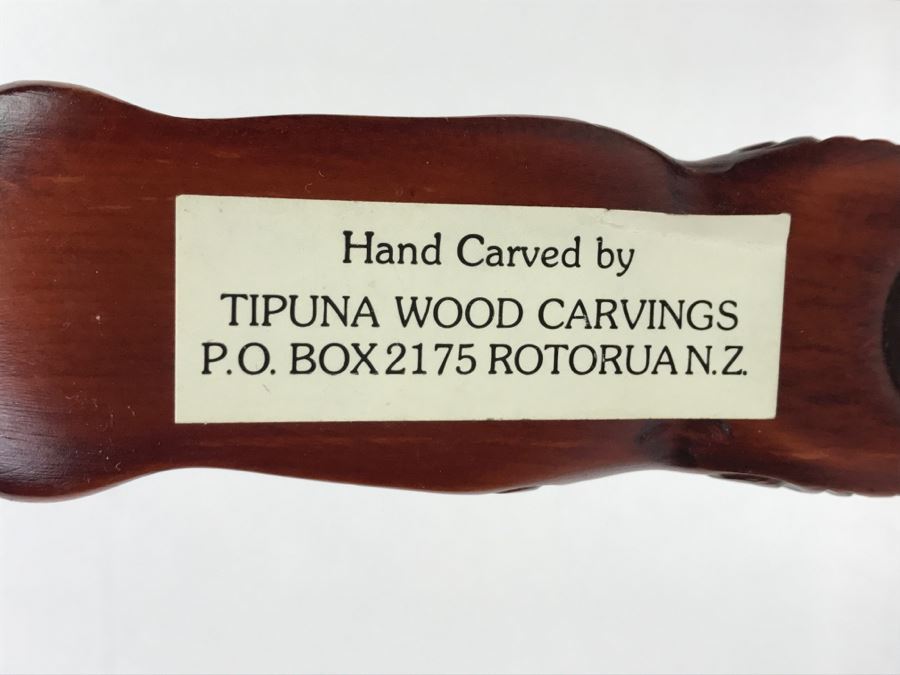 Hand Carved by
TIPUNA WOOD CARVINGS
P.O. BOX 2175 ROTORUA N.Z.